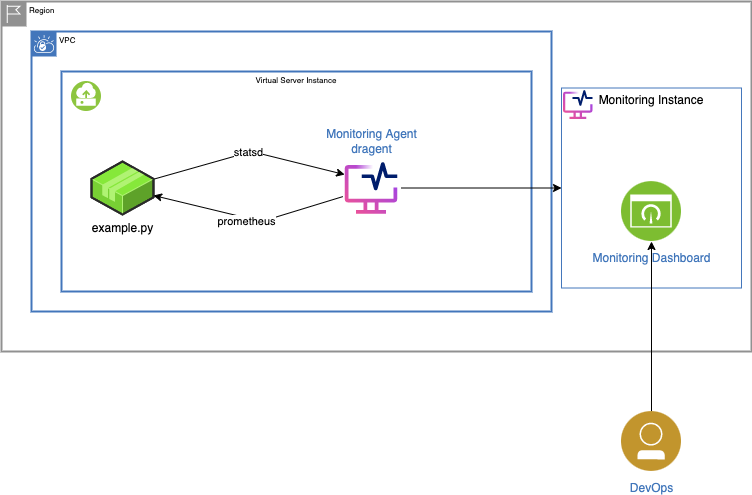 Region
VPC
Virtual Server Instance
Monitoring Instance
Monitoring Agent
dragent
statsd
prometheus
example.py
Monitoring Dashboard
DevOps